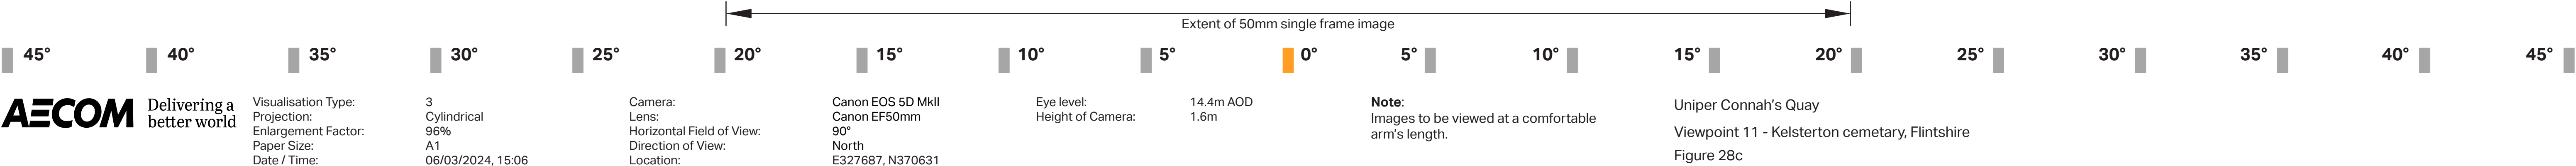 Extent of 50mm single frame image
45° 40° 35° 30° 25° 20° 15° 10° 5° 0° 5° 10° 15° 20° 25° 30° 35° 40° 45°
AECOM
Delivering a
better world
Visualisation Type: 3
Projection: Cylindrical
Enlargement Factor: 96%
Paper Size: A1
Date / Time: 06/03/2024, 15:06
Camera: Canon EOS 5D MkII
Lens: Canon EF50mm
Horizontal Field of View: 90°
Direction of View: North
Location: E327687, N370631
Eye level: 14.4m AOD
Height of Camera: 1.6m
Note:
Images to be viewed at a comfortable
arm's length.
Uniper Connah's Quay
Viewpoint 11 - Kelsterton cemetary, Flintshire
Figure 28c